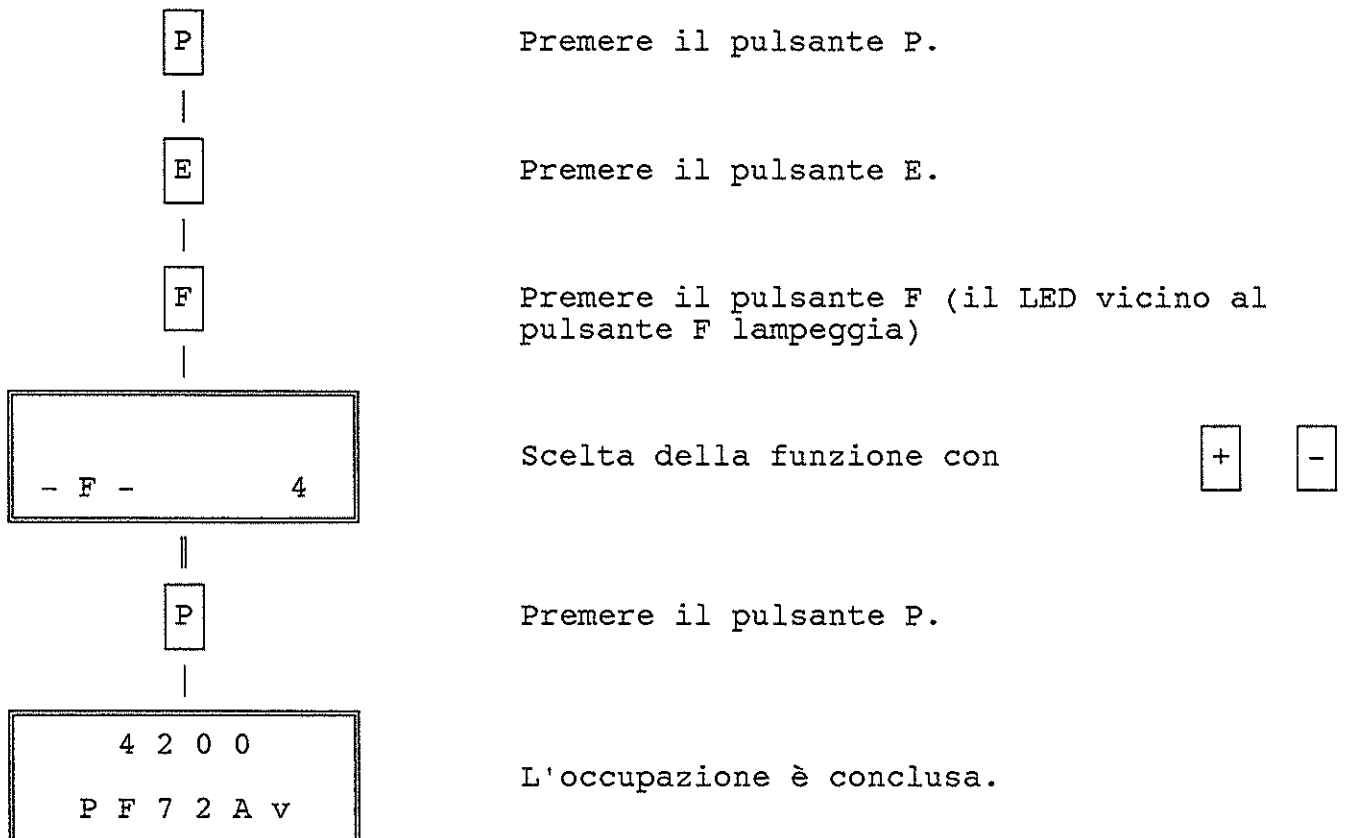 P Premere il pulsante P.
E Premere il pulsante E.
F Premere il pulsante F (il LED vicino al
pulsante F lampeggia)
Scelta della funzione con + -
- F - 4
P Premere il pulsante P.
4 2 0 0
L'occupazione è conclusa.
P F 7 2 A v